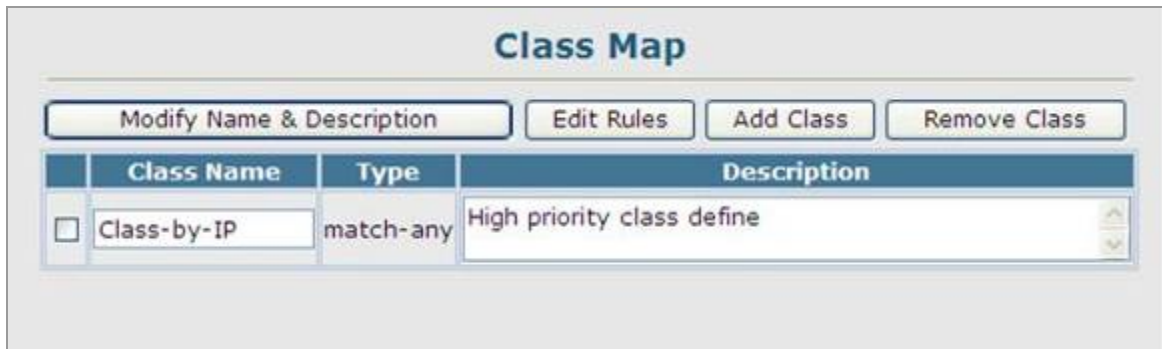 Class Map
Modify Name & Description Edit Rules Add Class Remove Class
Class Name Type Description
Class-by-IP match-any High priority class define